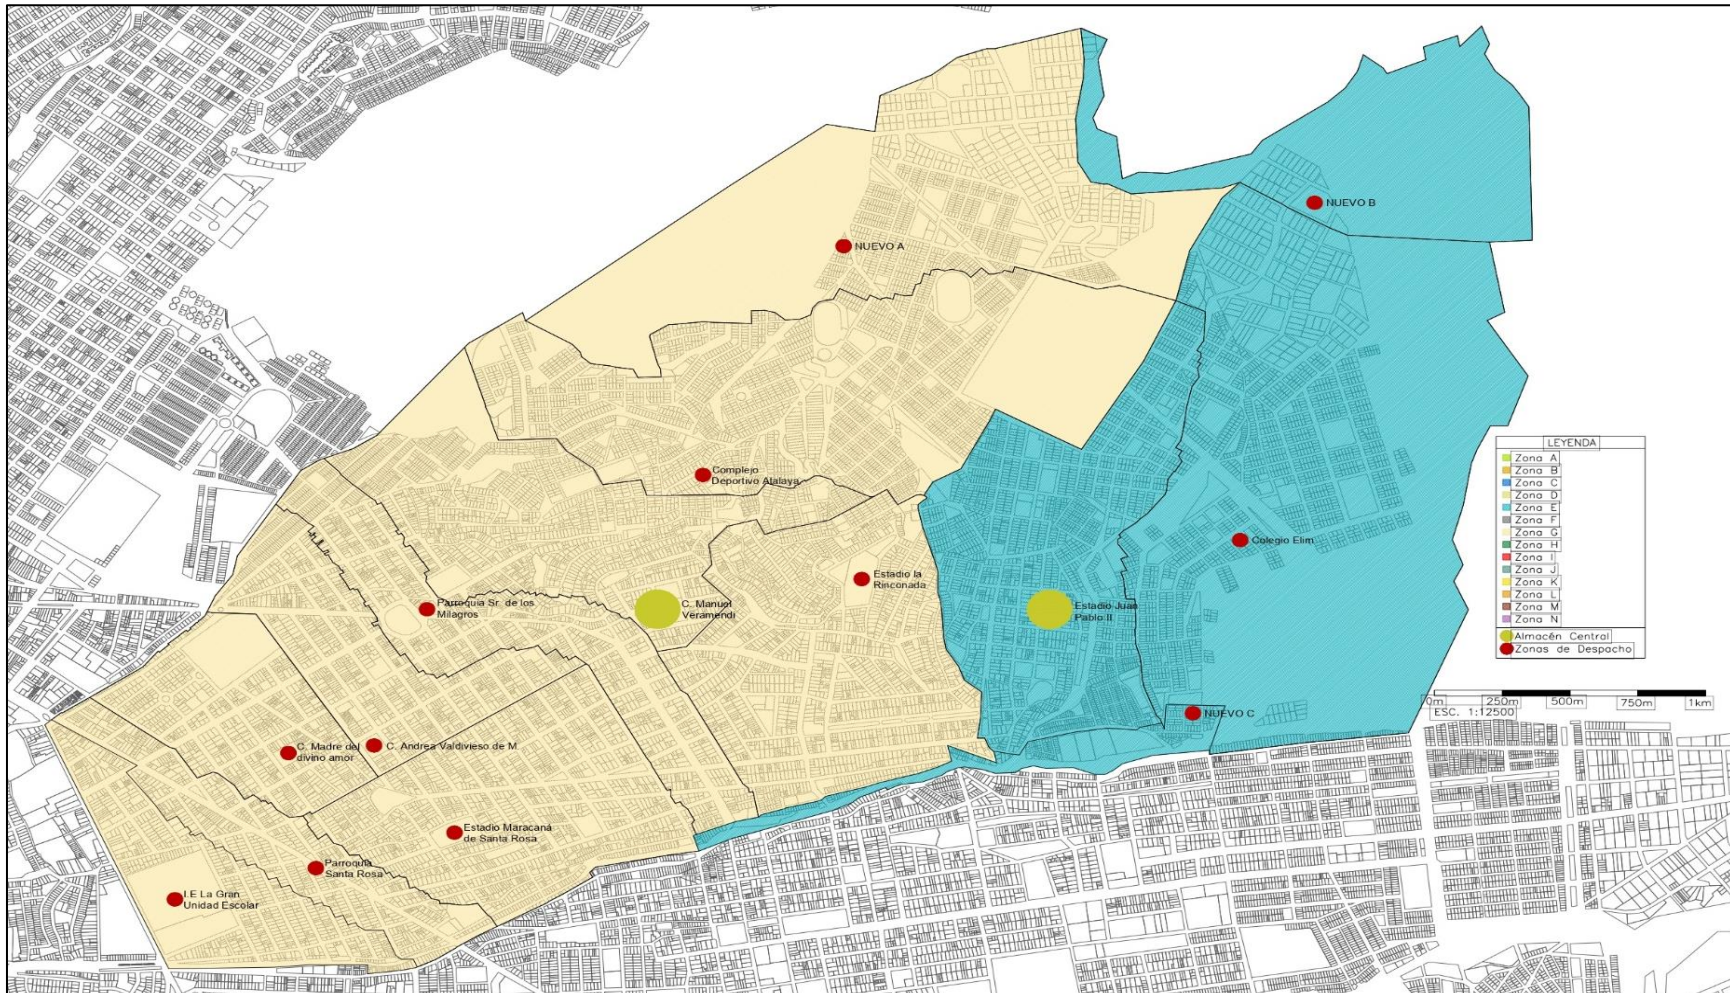 NUEVO B
NUEVO A
Complejo
Deportivo Atalaya
Colegio Elim
Estadio la
Rinconada
Parroquia Sr. de los
Milagros
C. Manuel
Veramendi
Estadio Juan
Pablo II
NUEVO C
C. Madre del
divino amor
C. Andrea Valdivieso de M
Estadio Maracaná
de Santa Rosa
Parroquia
Santa Rosa
I.E La Gran
Unidad Escolar
LEYENDA
Zona A
Zona B
Zona C
Zona D
Zona E
Zona F
Zona G
Zona H
Zona I
Zona J
Zona K
Zona L
Zona M
Zona N
Almacén Central
Zonas de Despacho
0m 250m 500m 750m 1km
ESC. 1:12500